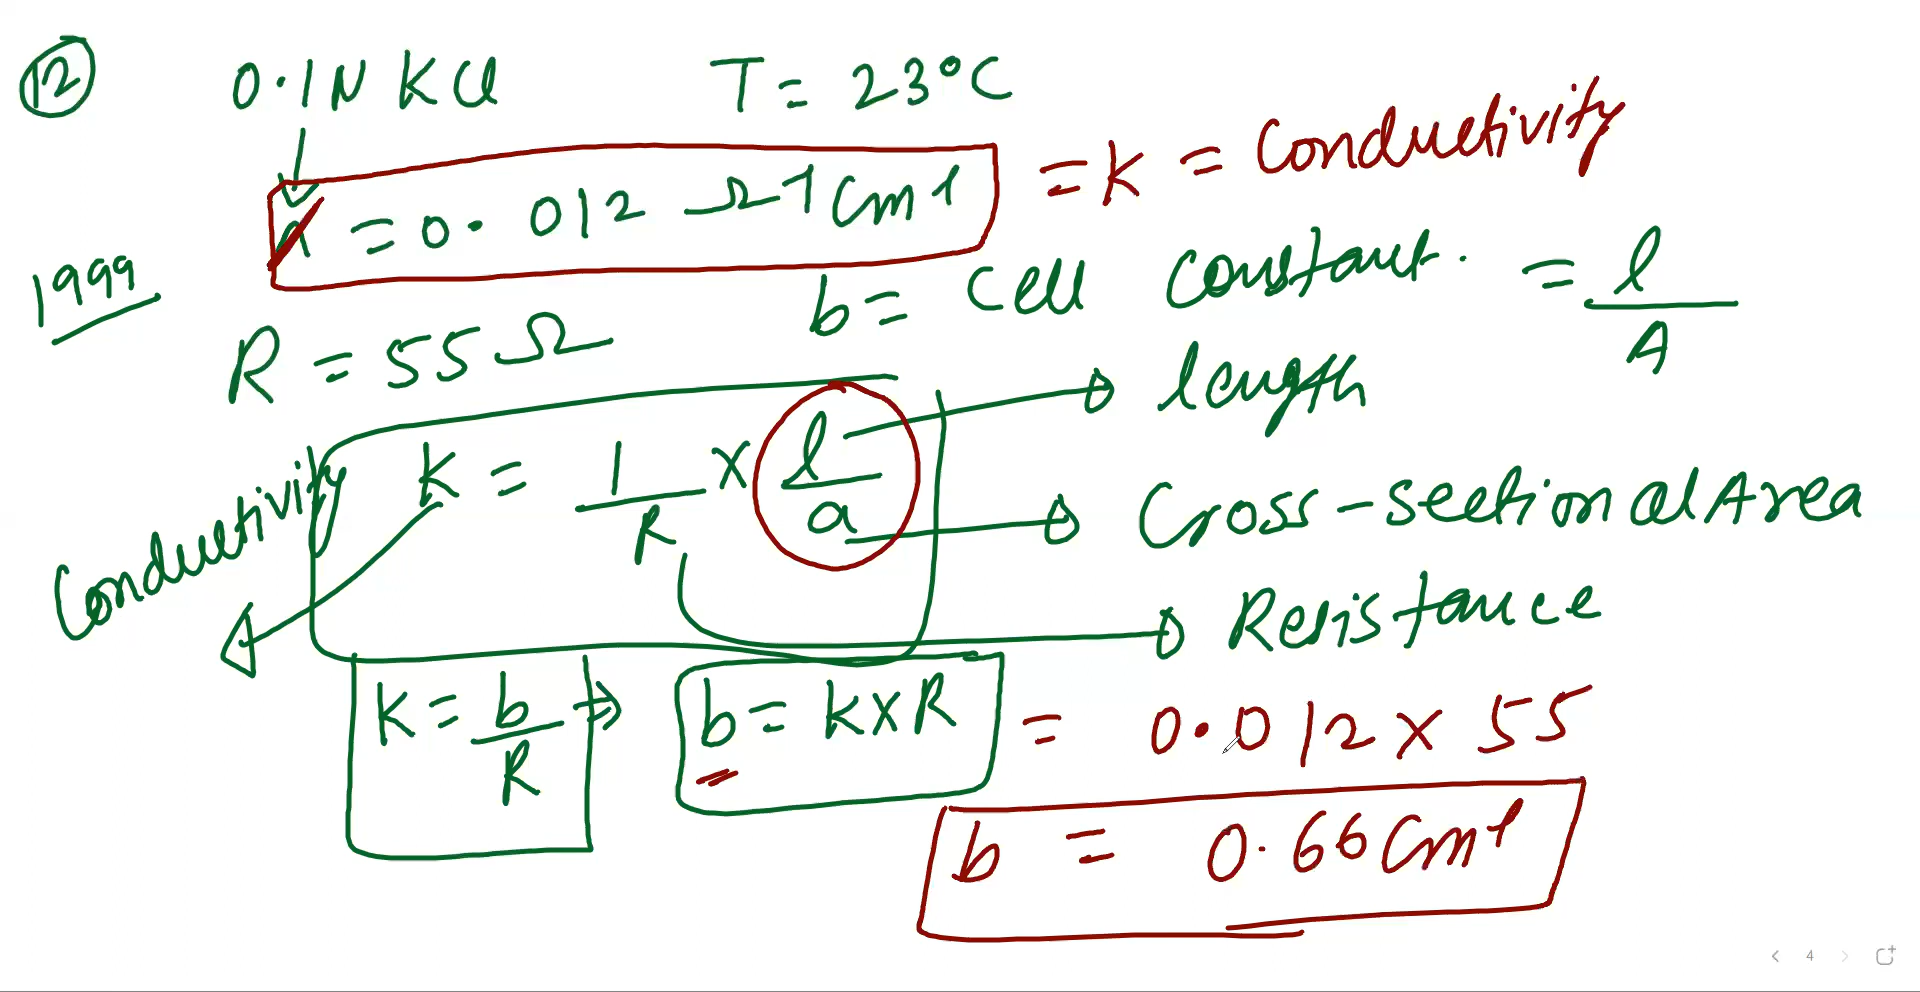 12 0.1N KCl T = 23°C
Λ = 0.012 Ω-1 Cm-1 = K = Conductivity
1999
R = 55 Ω b = Cell Constant. = l/A
length
Conductivity K = 1/R × l/a
Cross-sectional Area
Resistance
K = b/R ⇒ b = K×R = 0.012 × 55
b = 0.66 Cm-1
4